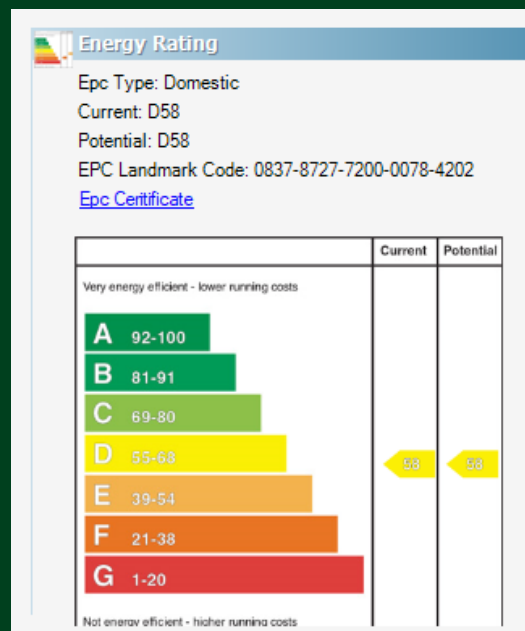 Energy Rating
Epc Type: Domestic
Current: D58
Potential: D58
EPC Landmark Code: 0837-8727-7200-0078-4202
Epc Ceritificate
Current Potential
Very energy efficient - lower running costs
A 92-100
B 81-91
C 69-80
D 55-68 58 58
E 39-54
F 21-38
G 1-20
Not energy efficient - higher running costs